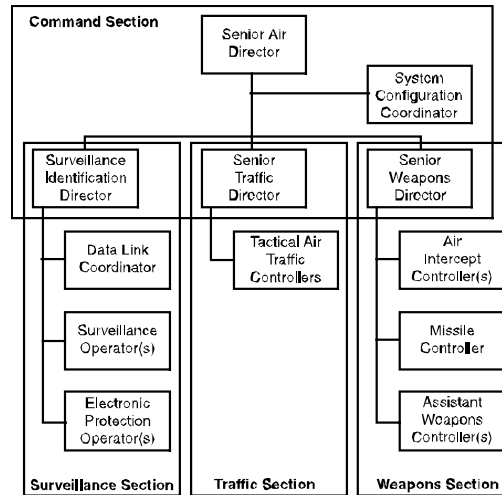 Command Section
Senior Air
Director
System
Configuration
Coordinator
Surveillance
Identification
Director
Senior
Traffic
Director
Senior
Weapons
Director
Data Link
Coordinator
Tactical Air
Traffic
Controllers
Air
Intercept
Controller(s)
Surveillance
Operator(s)
Missile
Controller
Electronic
Protection
Operator(s)
Assistant
Weapons
Controller(s)
Surveillance Section
Traffic Section
Weapons Section